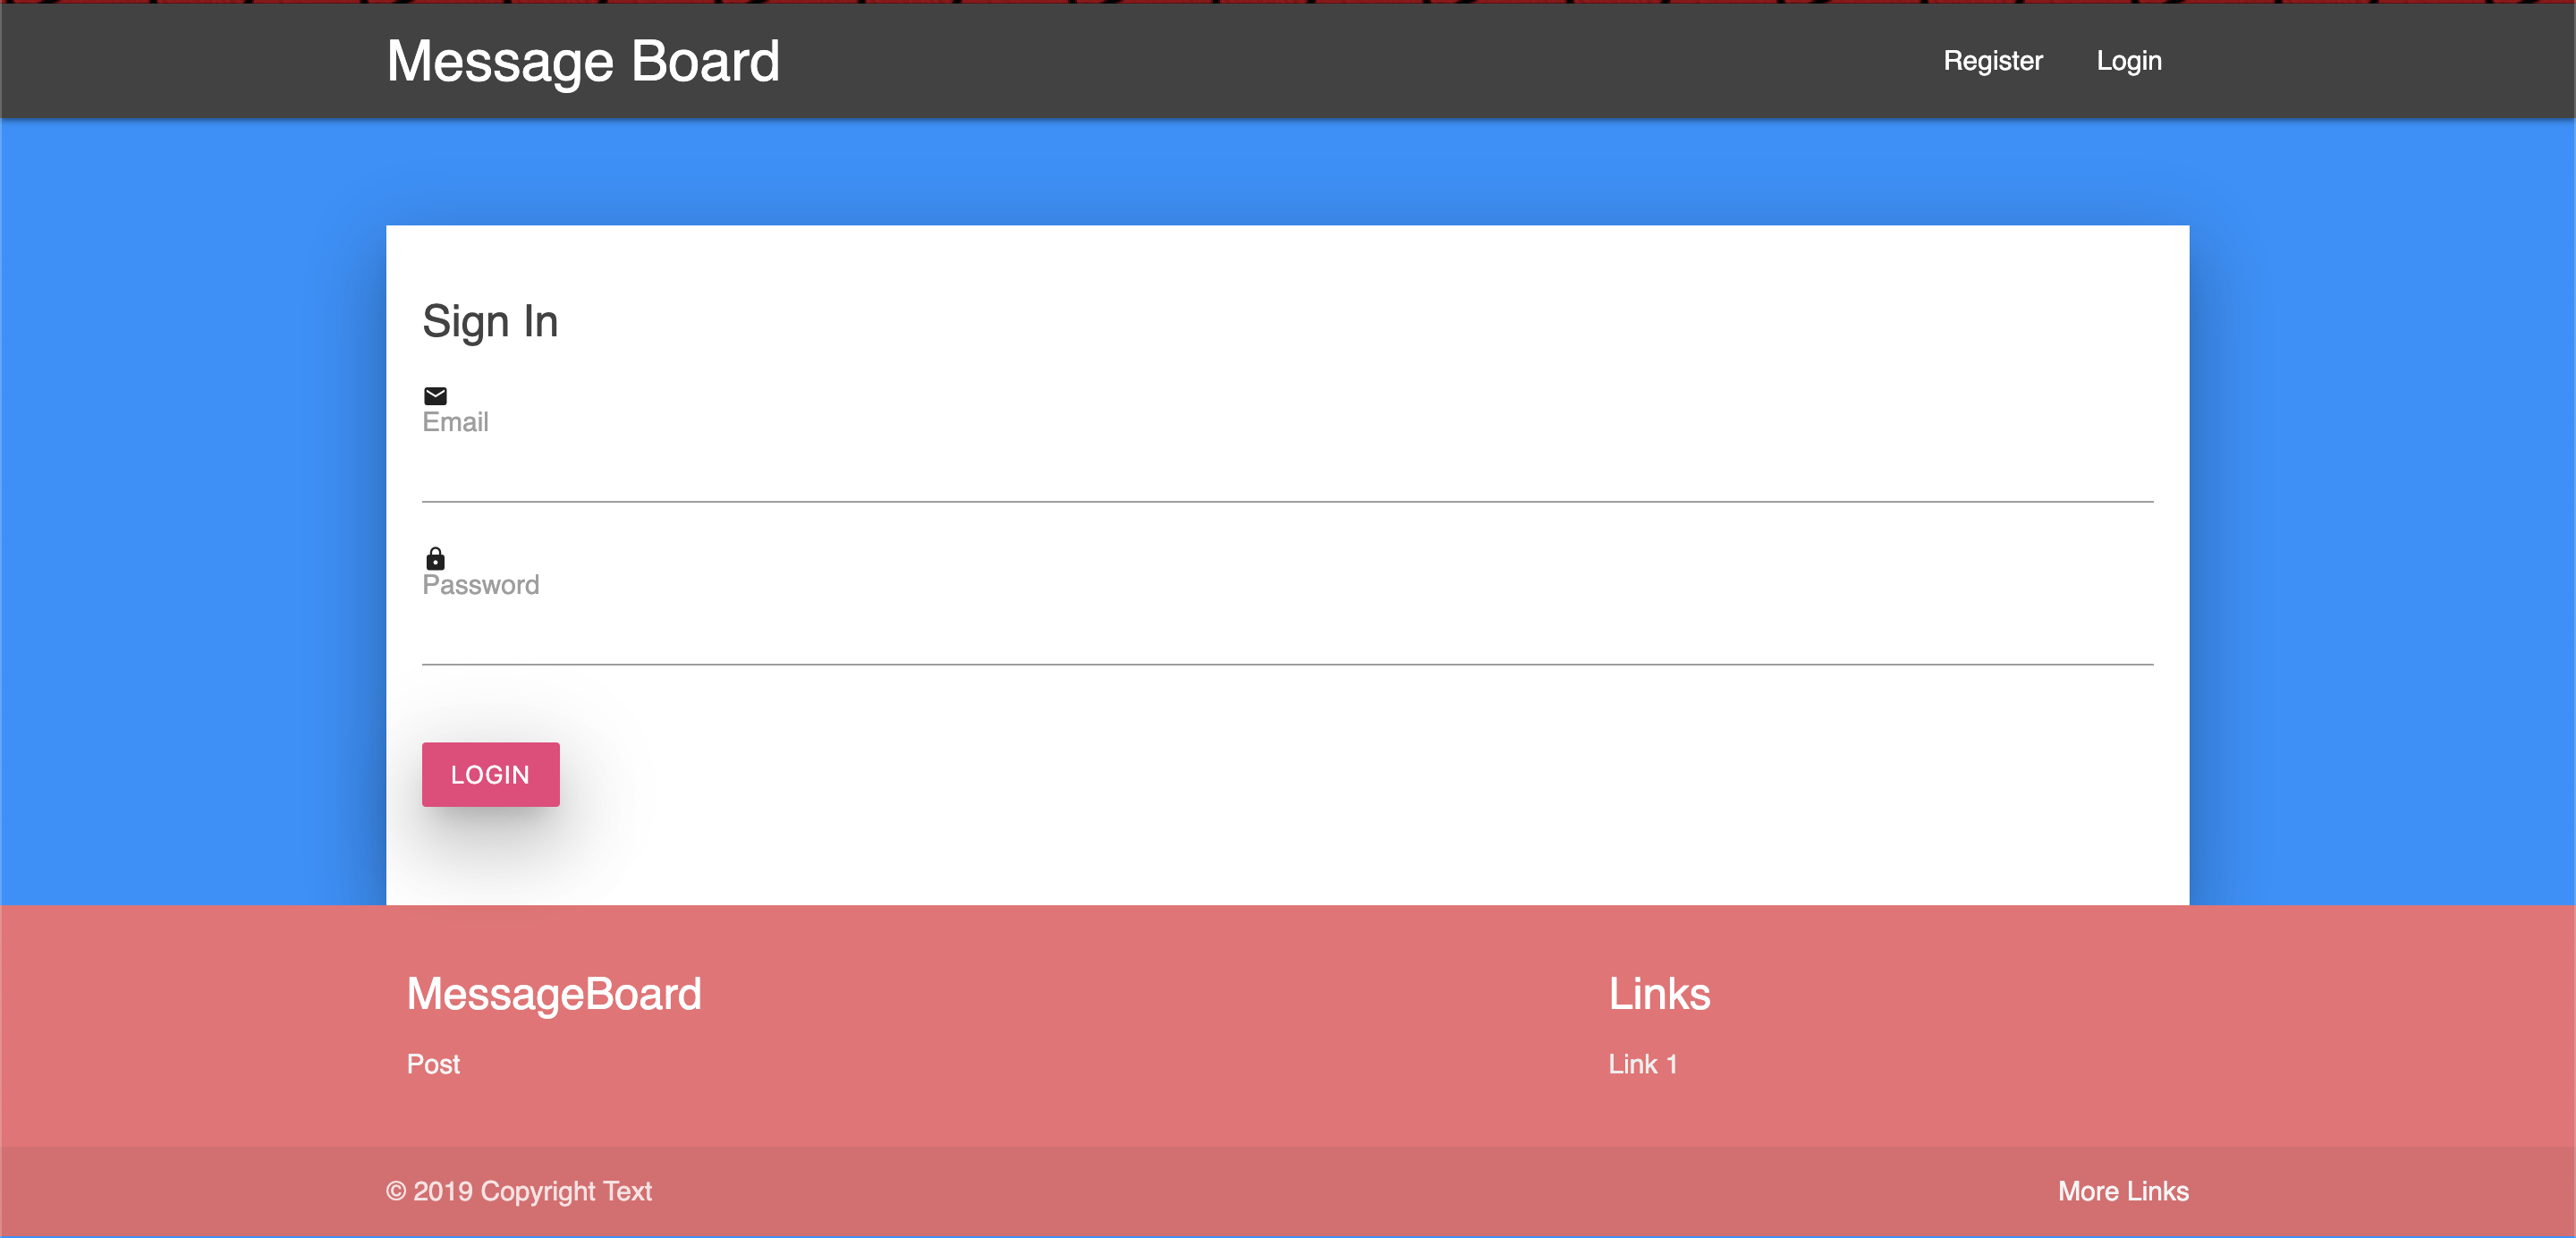 Message Board
Register Login
Sign In
Email
Password
LOGIN
MessageBoard
Links
Post
Link 1
© 2019 Copyright Text
More Links